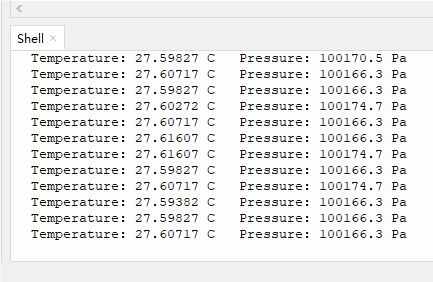 Shell
Temperature: 27.59827 C   Pressure: 100170.5 Pa
Temperature: 27.60717 C   Pressure: 100166.3 Pa
Temperature: 27.59827 C   Pressure: 100166.3 Pa
Temperature: 27.60272 C   Pressure: 100174.7 Pa
Temperature: 27.60717 C   Pressure: 100166.3 Pa
Temperature: 27.61607 C   Pressure: 100166.3 Pa
Temperature: 27.61607 C   Pressure: 100174.7 Pa
Temperature: 27.59827 C   Pressure: 100166.3 Pa
Temperature: 27.60717 C   Pressure: 100174.7 Pa
Temperature: 27.59382 C   Pressure: 100166.3 Pa
Temperature: 27.59827 C   Pressure: 100166.3 Pa
Temperature: 27.60717 C   Pressure: 100166.3 Pa